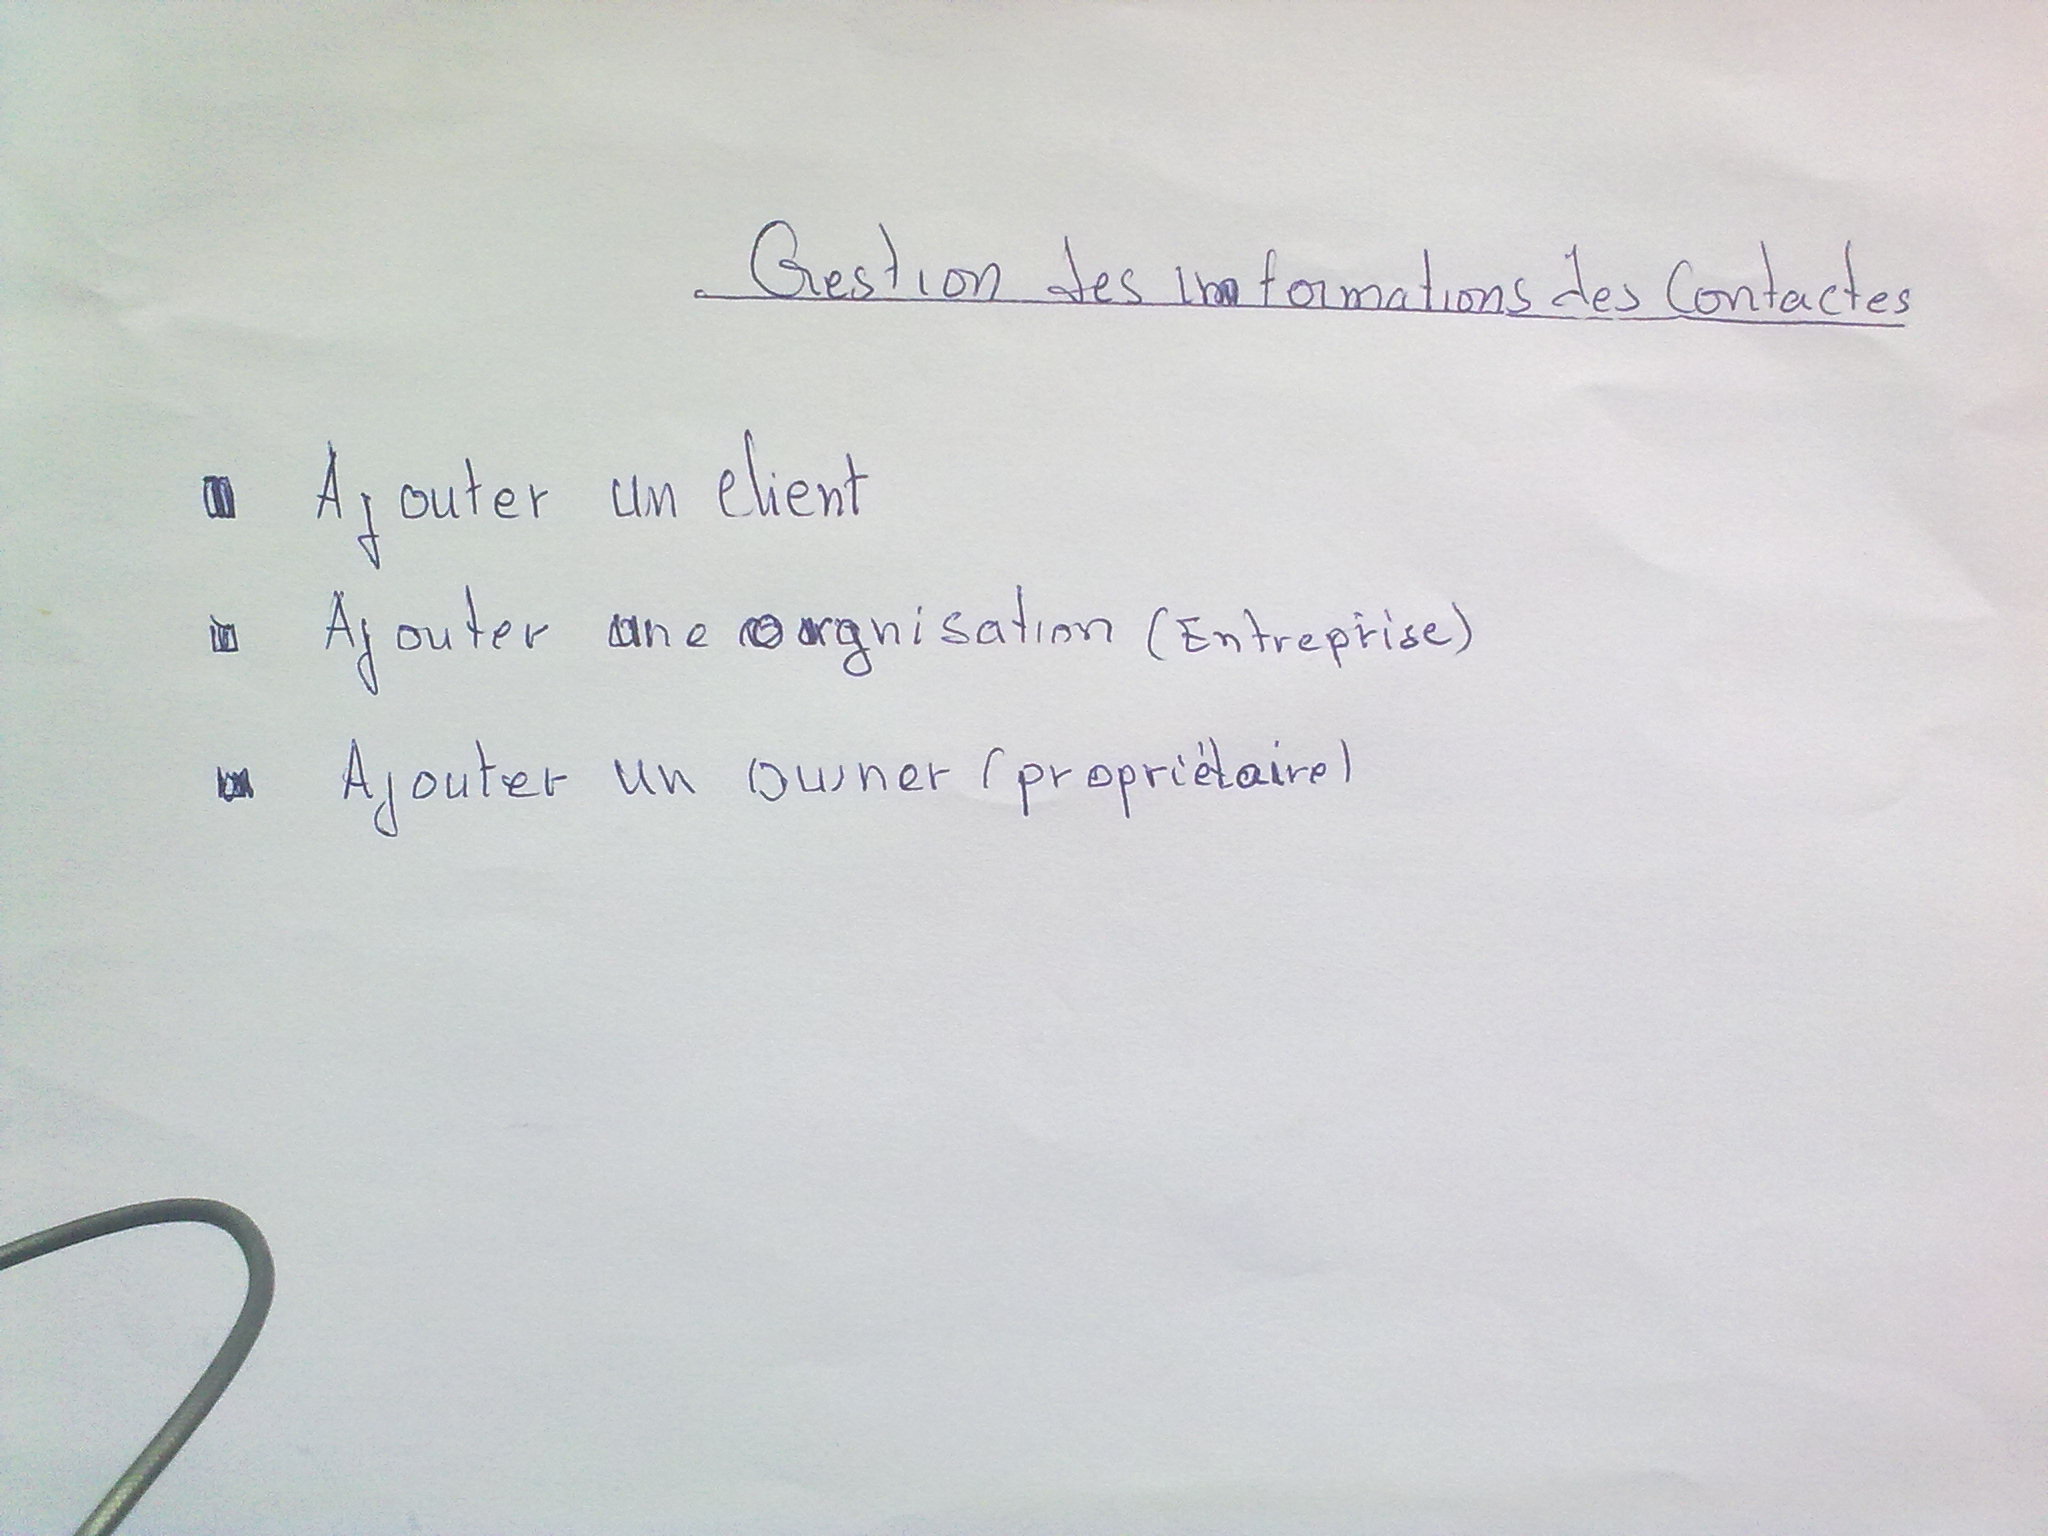 Gestion des informations des Contactes
Ajouter un client
Ajouter une orgnisation (Entreprise)
Ajouter un owner (propriétaire)